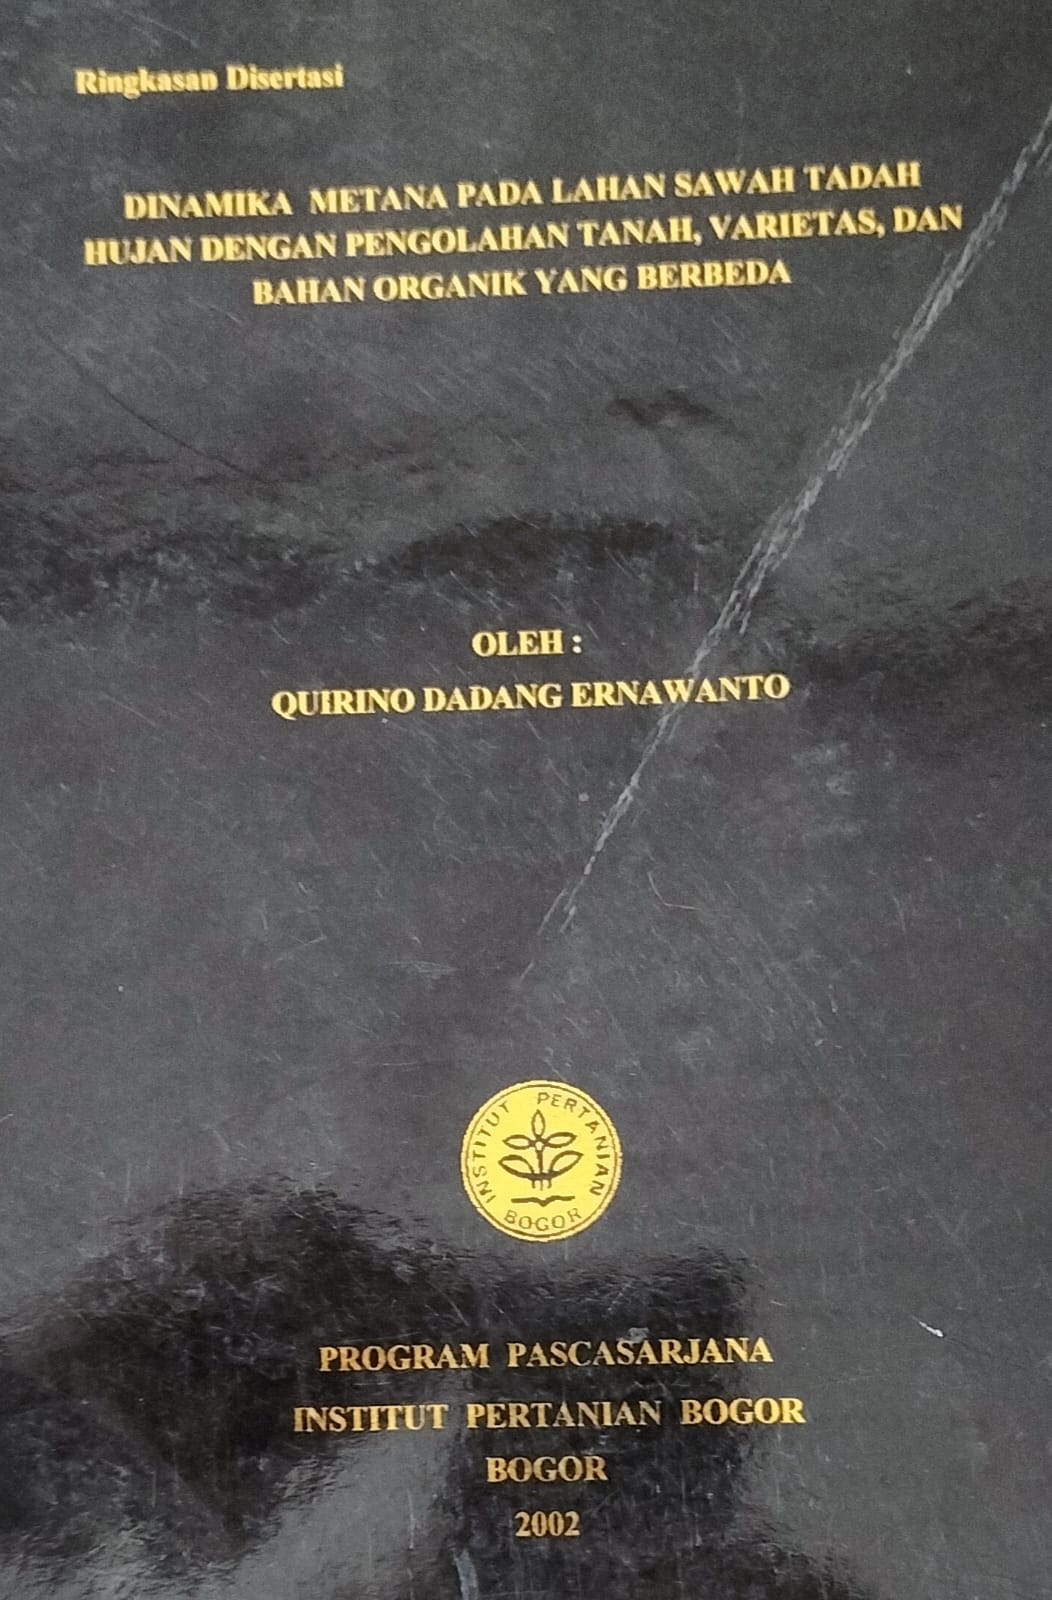 Ringkasan Disertasi
DINAMIKA METANA PADA LAHAN SAWAH TADAH
HUJAN DENGAN PENGOLAHAN TANAH, VARIETAS, DAN
BAHAN ORGANIK YANG BERBEDA
OLEH :
QUIRINO DADANG ERNAWANTO
INSTITUT PERTANIAN
BOGOR
PROGRAM PASCASARJANA
INSTITUT PERTANIAN BOGOR
BOGOR
2002